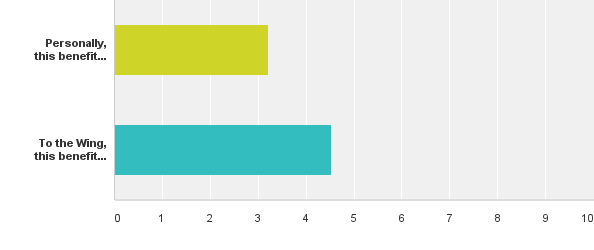 Personally,
this benefit...
To the Wing,
this benefit...
0 1 2 3 4 5 6 7 8 9 10